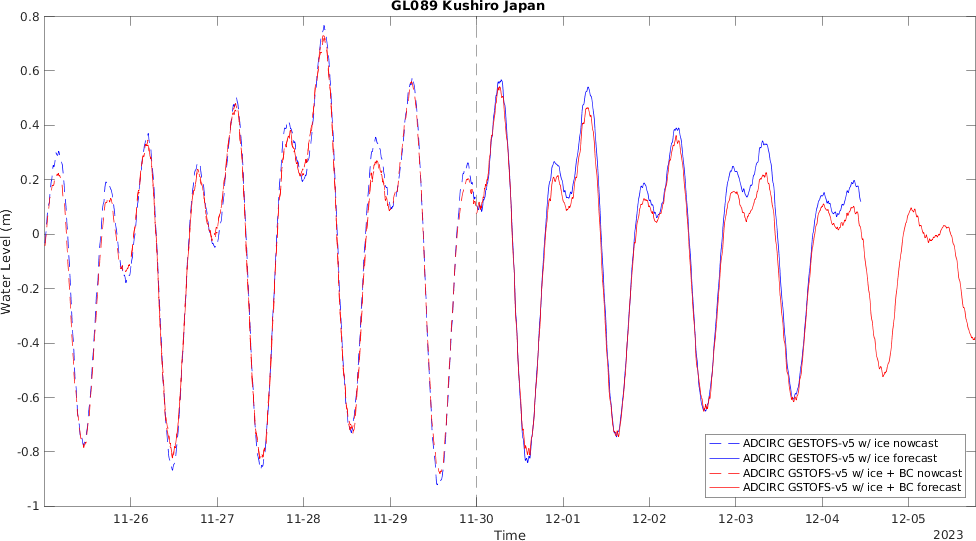 GL089 Kushiro Japan
0.8
0.6
0.4
0.2
0
-0.2
-0.4
-0.6
-0.8
-1
Water Level (m)
11-26 11-27 11-28 11-29 11-30 12-01 12-02 12-03 12-04 12-05
Time
2023
ADCIRC GESTOFS-v5 w/ ice nowcast
ADCIRC GESTOFS-v5 w/ ice forecast
ADCIRC GSTOFS-v5 w/ ice + BC nowcast
ADCIRC GSTOFS-v5 w/ ice + BC forecast